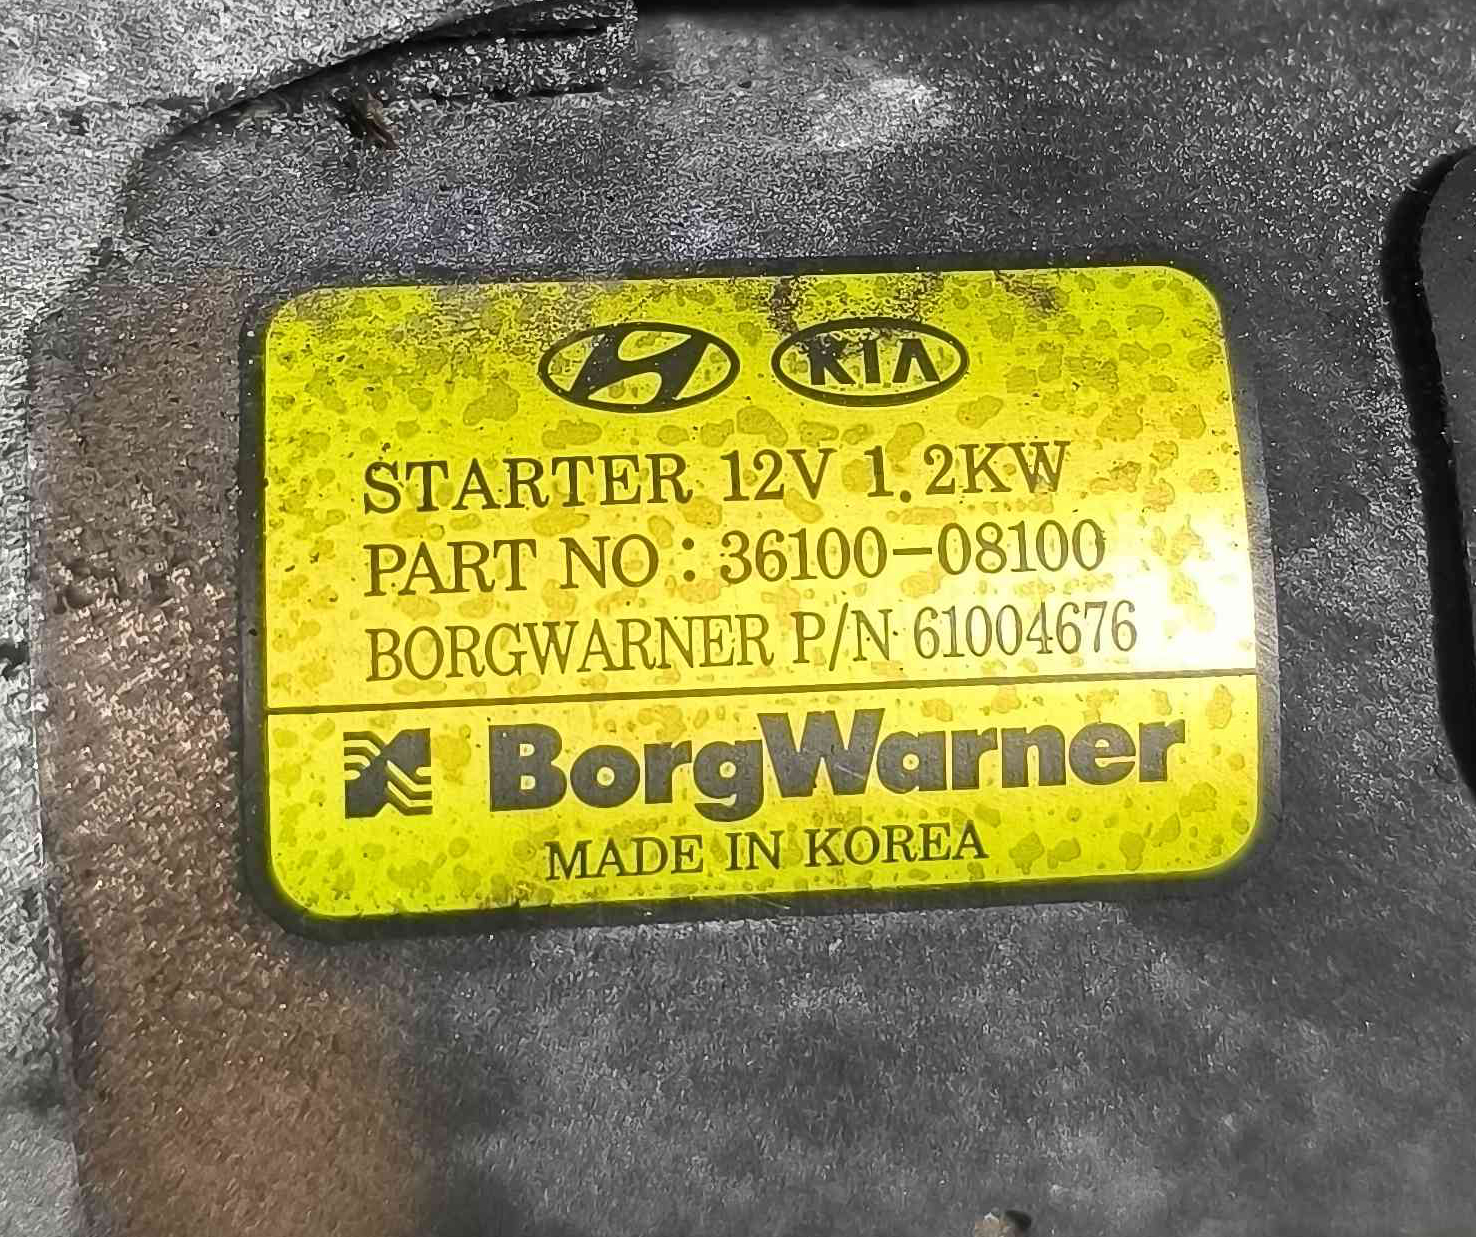 KIA
STARTER 12V 1.2KW
PART NO : 36100-08100
BORGWARNER P/N 61004676
BorgWarner
MADE IN KOREA